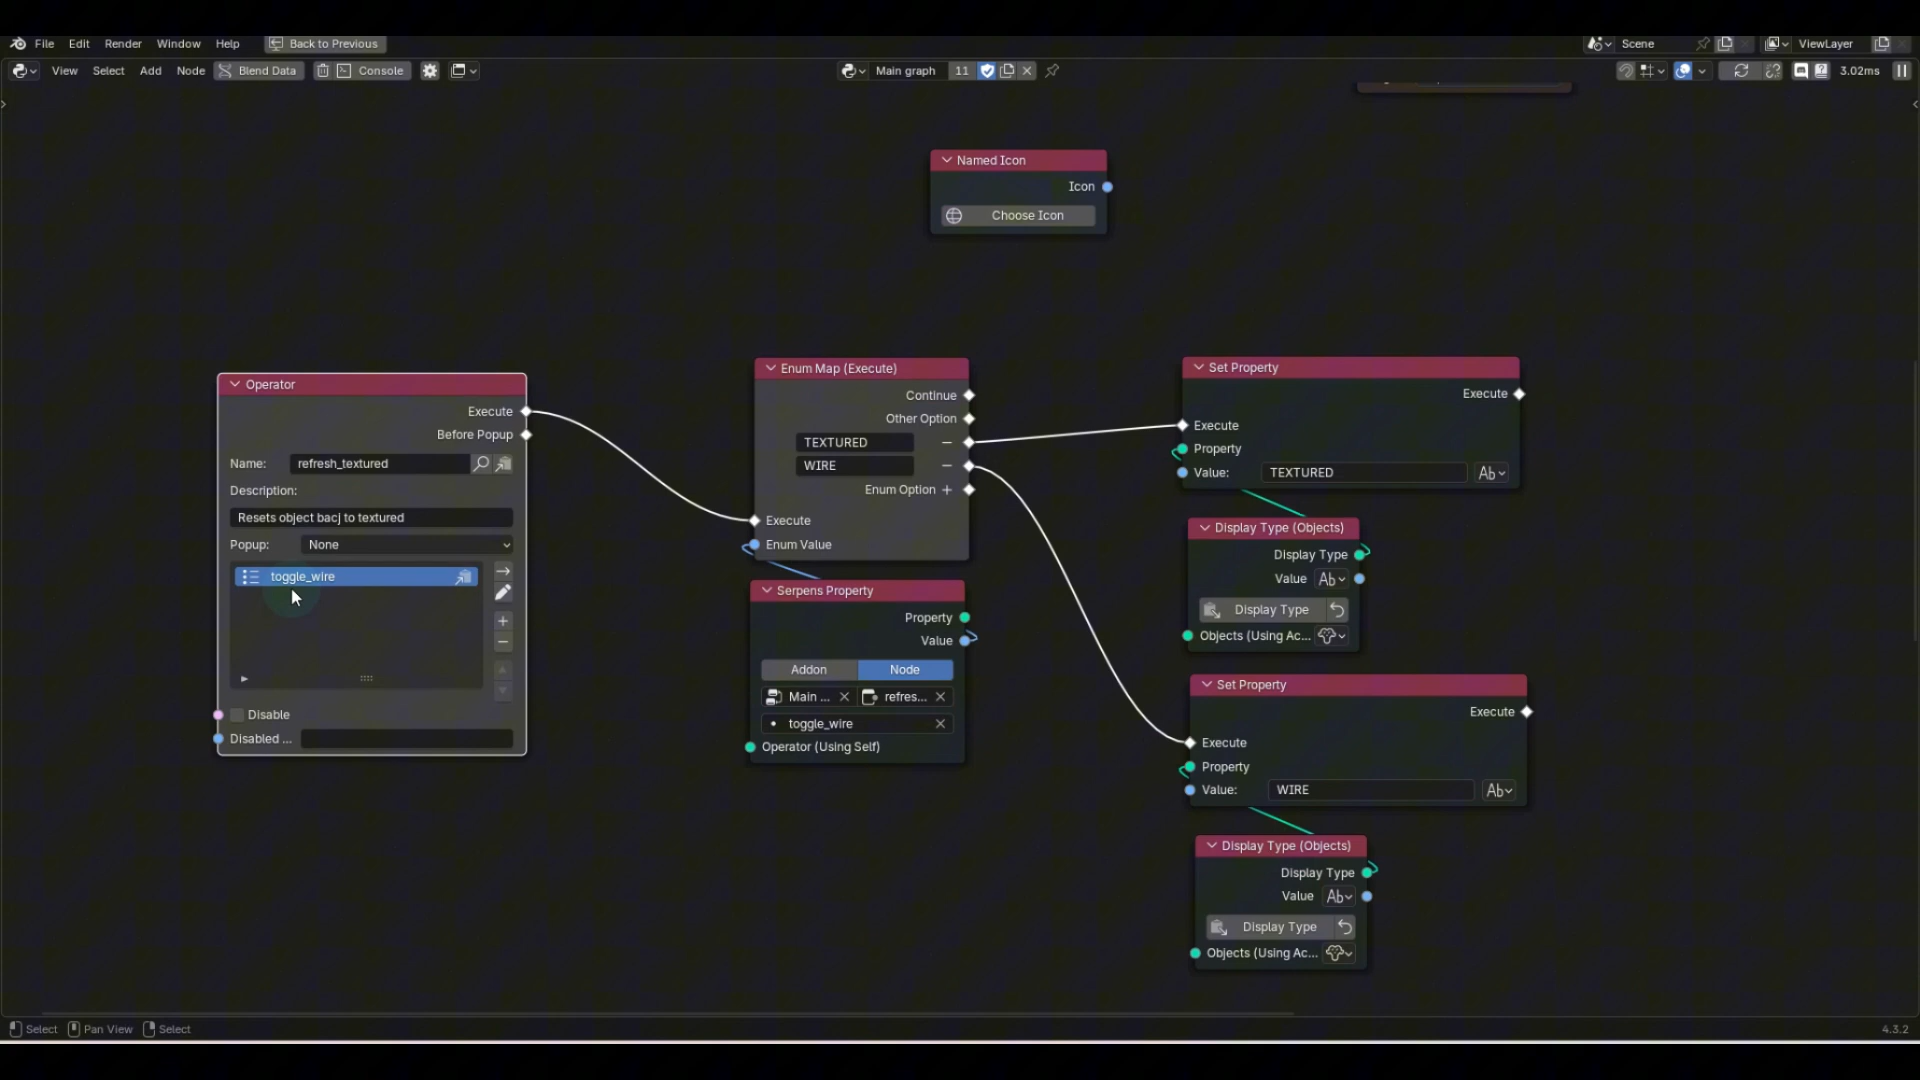 File Edit Render Window Help Back to Previous Scene ViewLayer
View Select Add Node Blend Data Console Main graph 11 3.02ms
Named Icon
Icon
Choose Icon
Operator
Execute
Before Popup
Name: refresh_textured
Description:
Resets object bacj to textured
Popup: None
toggle_wire
Disable
Disabled ...
Enum Map (Execute)
Continue
Other Option
TEXTURED
WIRE
Enum Option
Execute
Enum Value
Serpens Property
Property
Value
Addon Node
Main ... refres...
toggle_wire
Operator (Using Self)
Set Property
Execute
Execute
Property
Value: TEXTURED Ab
Display Type (Objects)
Display Type
Value Ab
Display Type
Objects (Using Ac...
Set Property
Execute
Execute
Property
Value: WIRE Ab
Display Type (Objects)
Display Type
Value Ab
Display Type
Objects (Using Ac...
Select Pan View Select 4.3.2